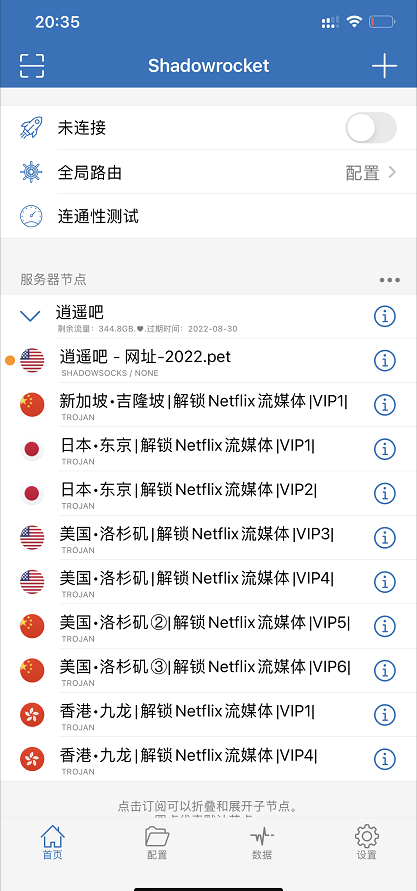 20:35
Shadowrocket
未连接
全局路由
配置
连通性测试
服务器节点
逍遥吧
剩余流量：344.8GB.♥.过期时间：2022-08-30
逍遥吧 - 网址-2022.pet
SHADOWSOCKS / NONE
新加坡•吉隆坡|解锁Netflix流媒体|VIP1|
TROJAN
日本•东京|解锁Netflix流媒体|VIP1|
TROJAN
日本•东京|解锁Netflix流媒体|VIP2|
TROJAN
美国•洛杉矶|解锁Netflix流媒体|VIP3|
TROJAN
美国•洛杉矶|解锁Netflix流媒体|VIP4|
TROJAN
美国•洛杉矶②|解锁Netflix流媒体|VIP5|
TROJAN
美国•洛杉矶③|解锁Netflix流媒体|VIP6|
TROJAN
香港•九龙|解锁Netflix流媒体|VIP1|
TROJAN
香港•九龙|解锁Netflix流媒体|VIP4|
TROJAN
点击订阅可以折叠和展开子节点。
首页
配置
数据
设置